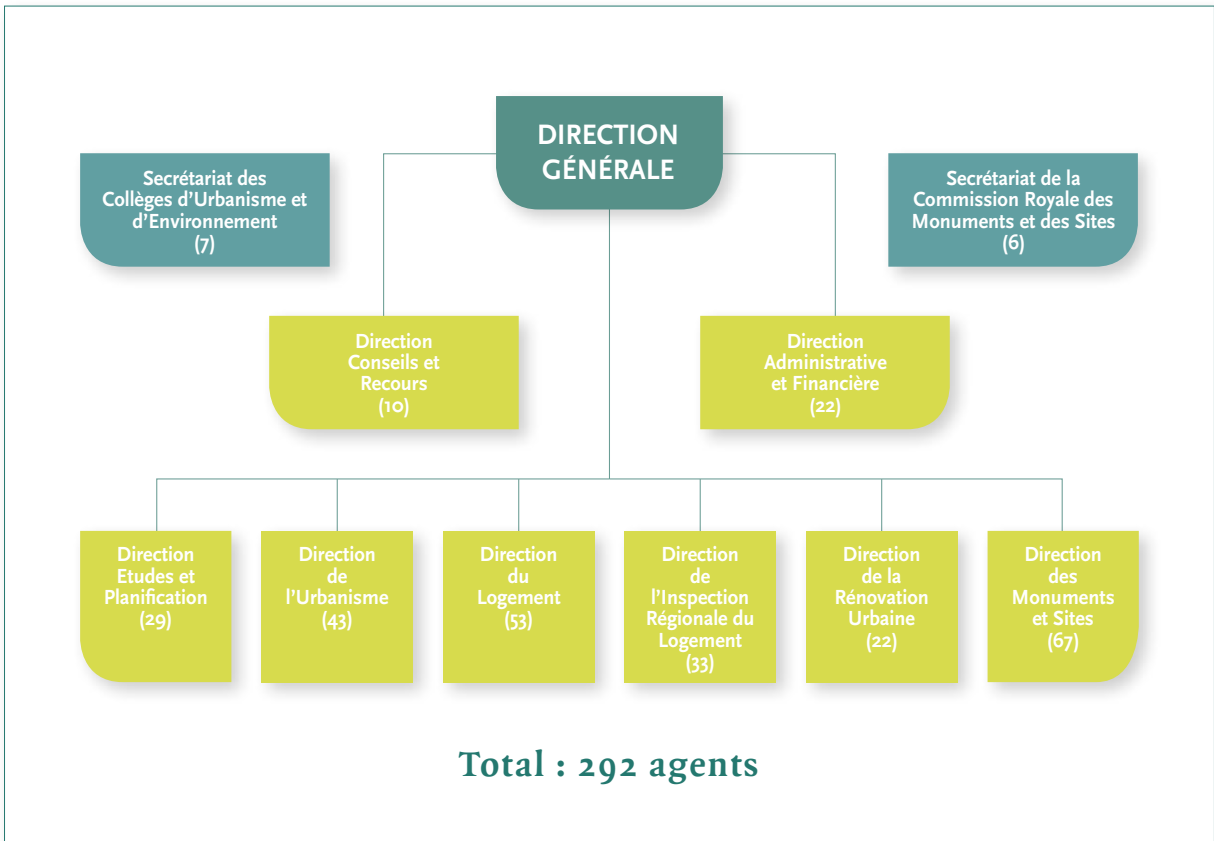 DIRECTION
GÉNÉRALE
Secrétariat des
Collèges d'Urbanisme et
d'Environnement
(7)
Secrétariat de la
Commission Royale des
Monuments et des Sites
(6)
Direction
Conseils et
Recours
(10)
Direction
Administrative
et Financière
(22)
Direction
Etudes et
Planification
(29)
Direction
de
l'Urbanisme
(43)
Direction
du
Logement
(53)
Direction
de
l'Inspection
Régionale du
Logement
(33)
Direction
de la
Rénovation
Urbaine
(22)
Direction
des
Monuments
et Sites
(67)
Total : 292 agents